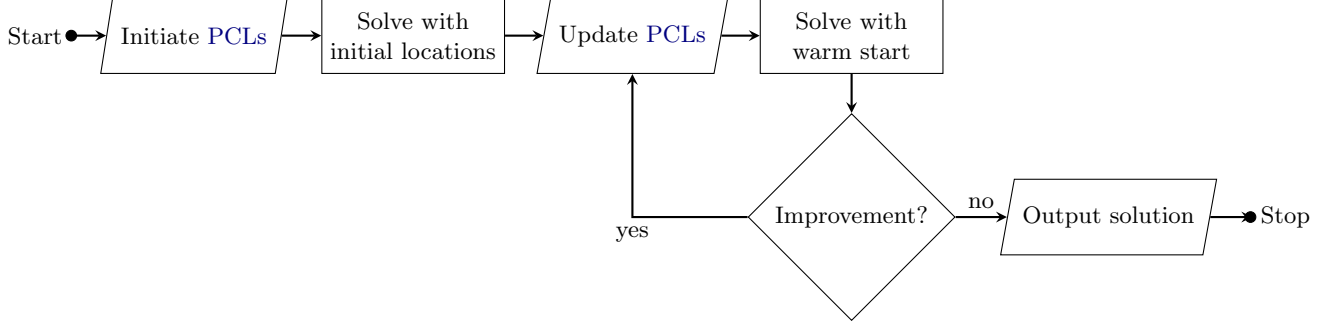 Start
Initiate PCLs
Solve with
initial locations
Update PCLs
Solve with
warm start
Improvement?
yes
no
Output solution
Stop